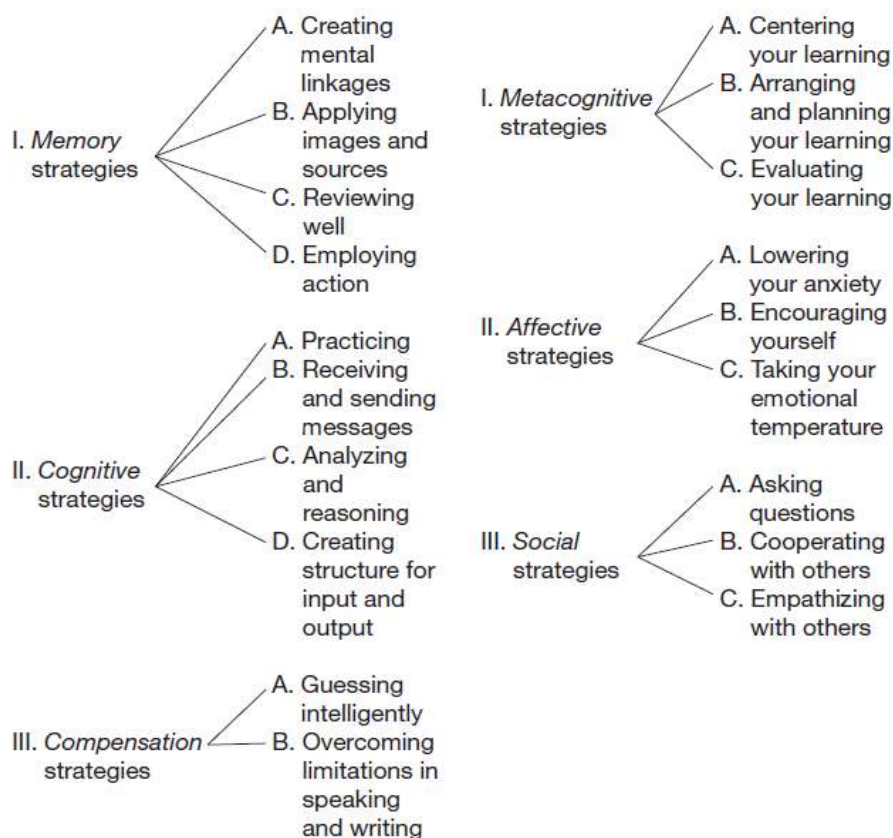 I. Memory
strategies
A. Creating
mental
linkages
B. Applying
images and
sources
C. Reviewing
well
D. Employing
action
II. Cognitive
strategies
A. Practicing
B. Receiving
and sending
messages
C. Analyzing
and
reasoning
D. Creating
structure for
input and
output
III. Compensation
strategies
A. Guessing
intelligently
B. Overcoming
limitations in
speaking
and writing
I. Metacognitive
strategies
A. Centering
your learning
B. Arranging
and planning
your learning
C. Evaluating
your learning
II. Affective
strategies
A. Lowering
your anxiety
B. Encouraging
yourself
C. Taking your
emotional
temperature
III. Social
strategies
A. Asking
questions
B. Cooperating
with others
C. Empathizing
with others